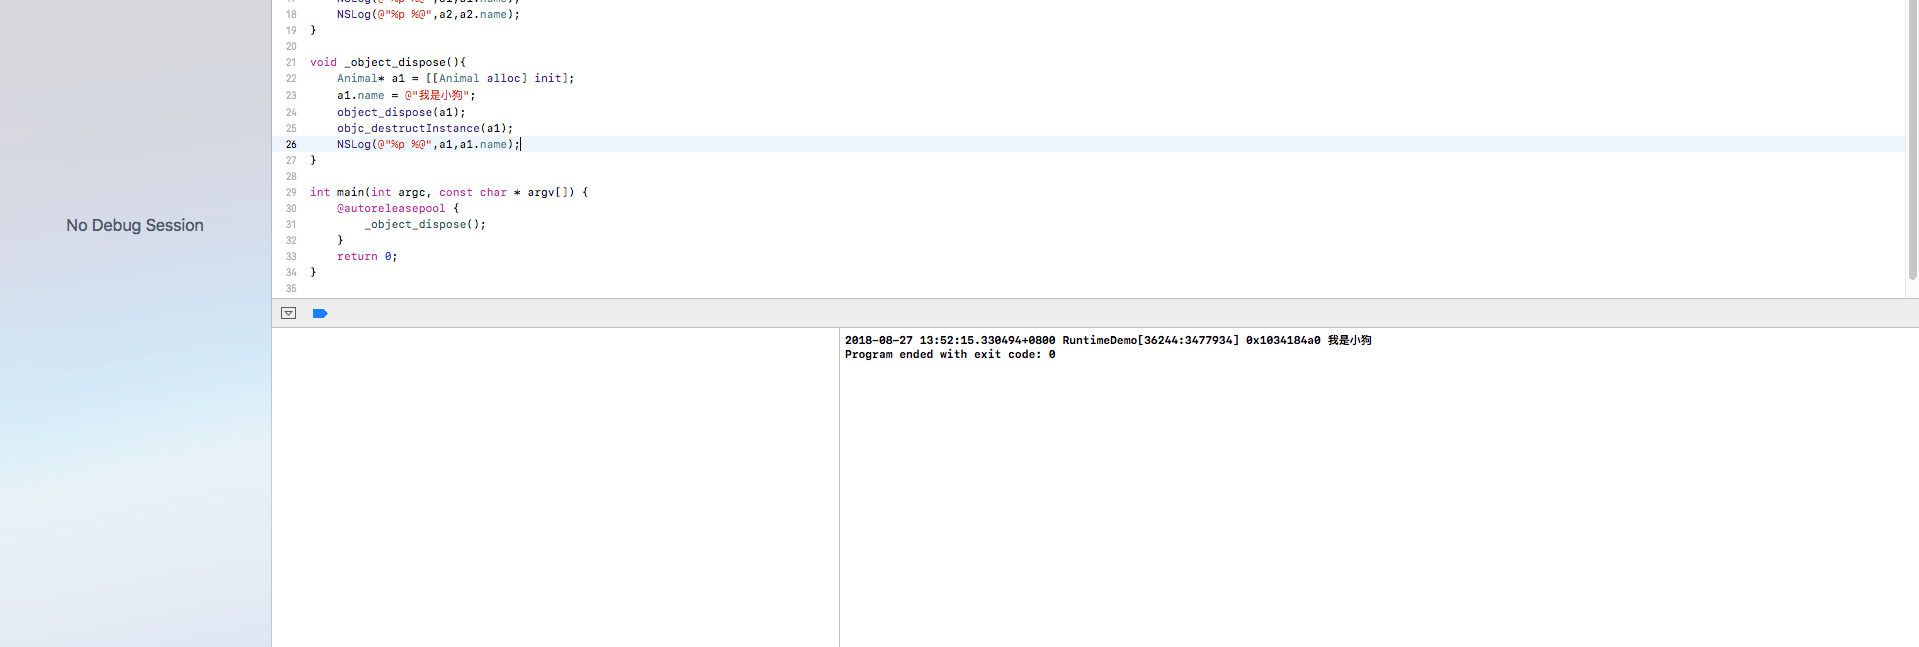 No Debug Session
18 NSLog(@"%p %@",a2,a2.name);
19 }
20
21 void _object_dispose(){
22 Animal* a1 = [[Animal alloc] init];
23 a1.name = @"我是小狗";
24 object_dispose(a1);
25 objc_destructInstance(a1);
26 NSLog(@"%p %@",a1,a1.name);
27 }
28
29 int main(int argc, const char * argv[]) {
30 @autoreleasepool {
31 _object_dispose();
32 }
33 return 0;
34 }
35
2018-08-27 13:52:15.330494+0800 RuntimeDemo[36244:3477934] 0x1034184a0 我是小狗
Program ended with exit code: 0